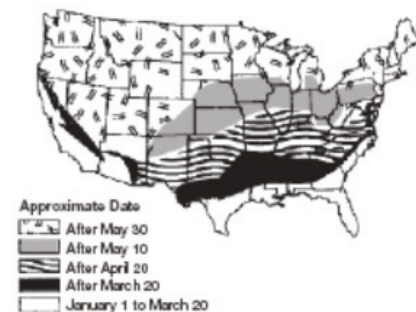 Approximate Date
After May 30
After May 10
After April 20
After March 20
January 1 to March 20